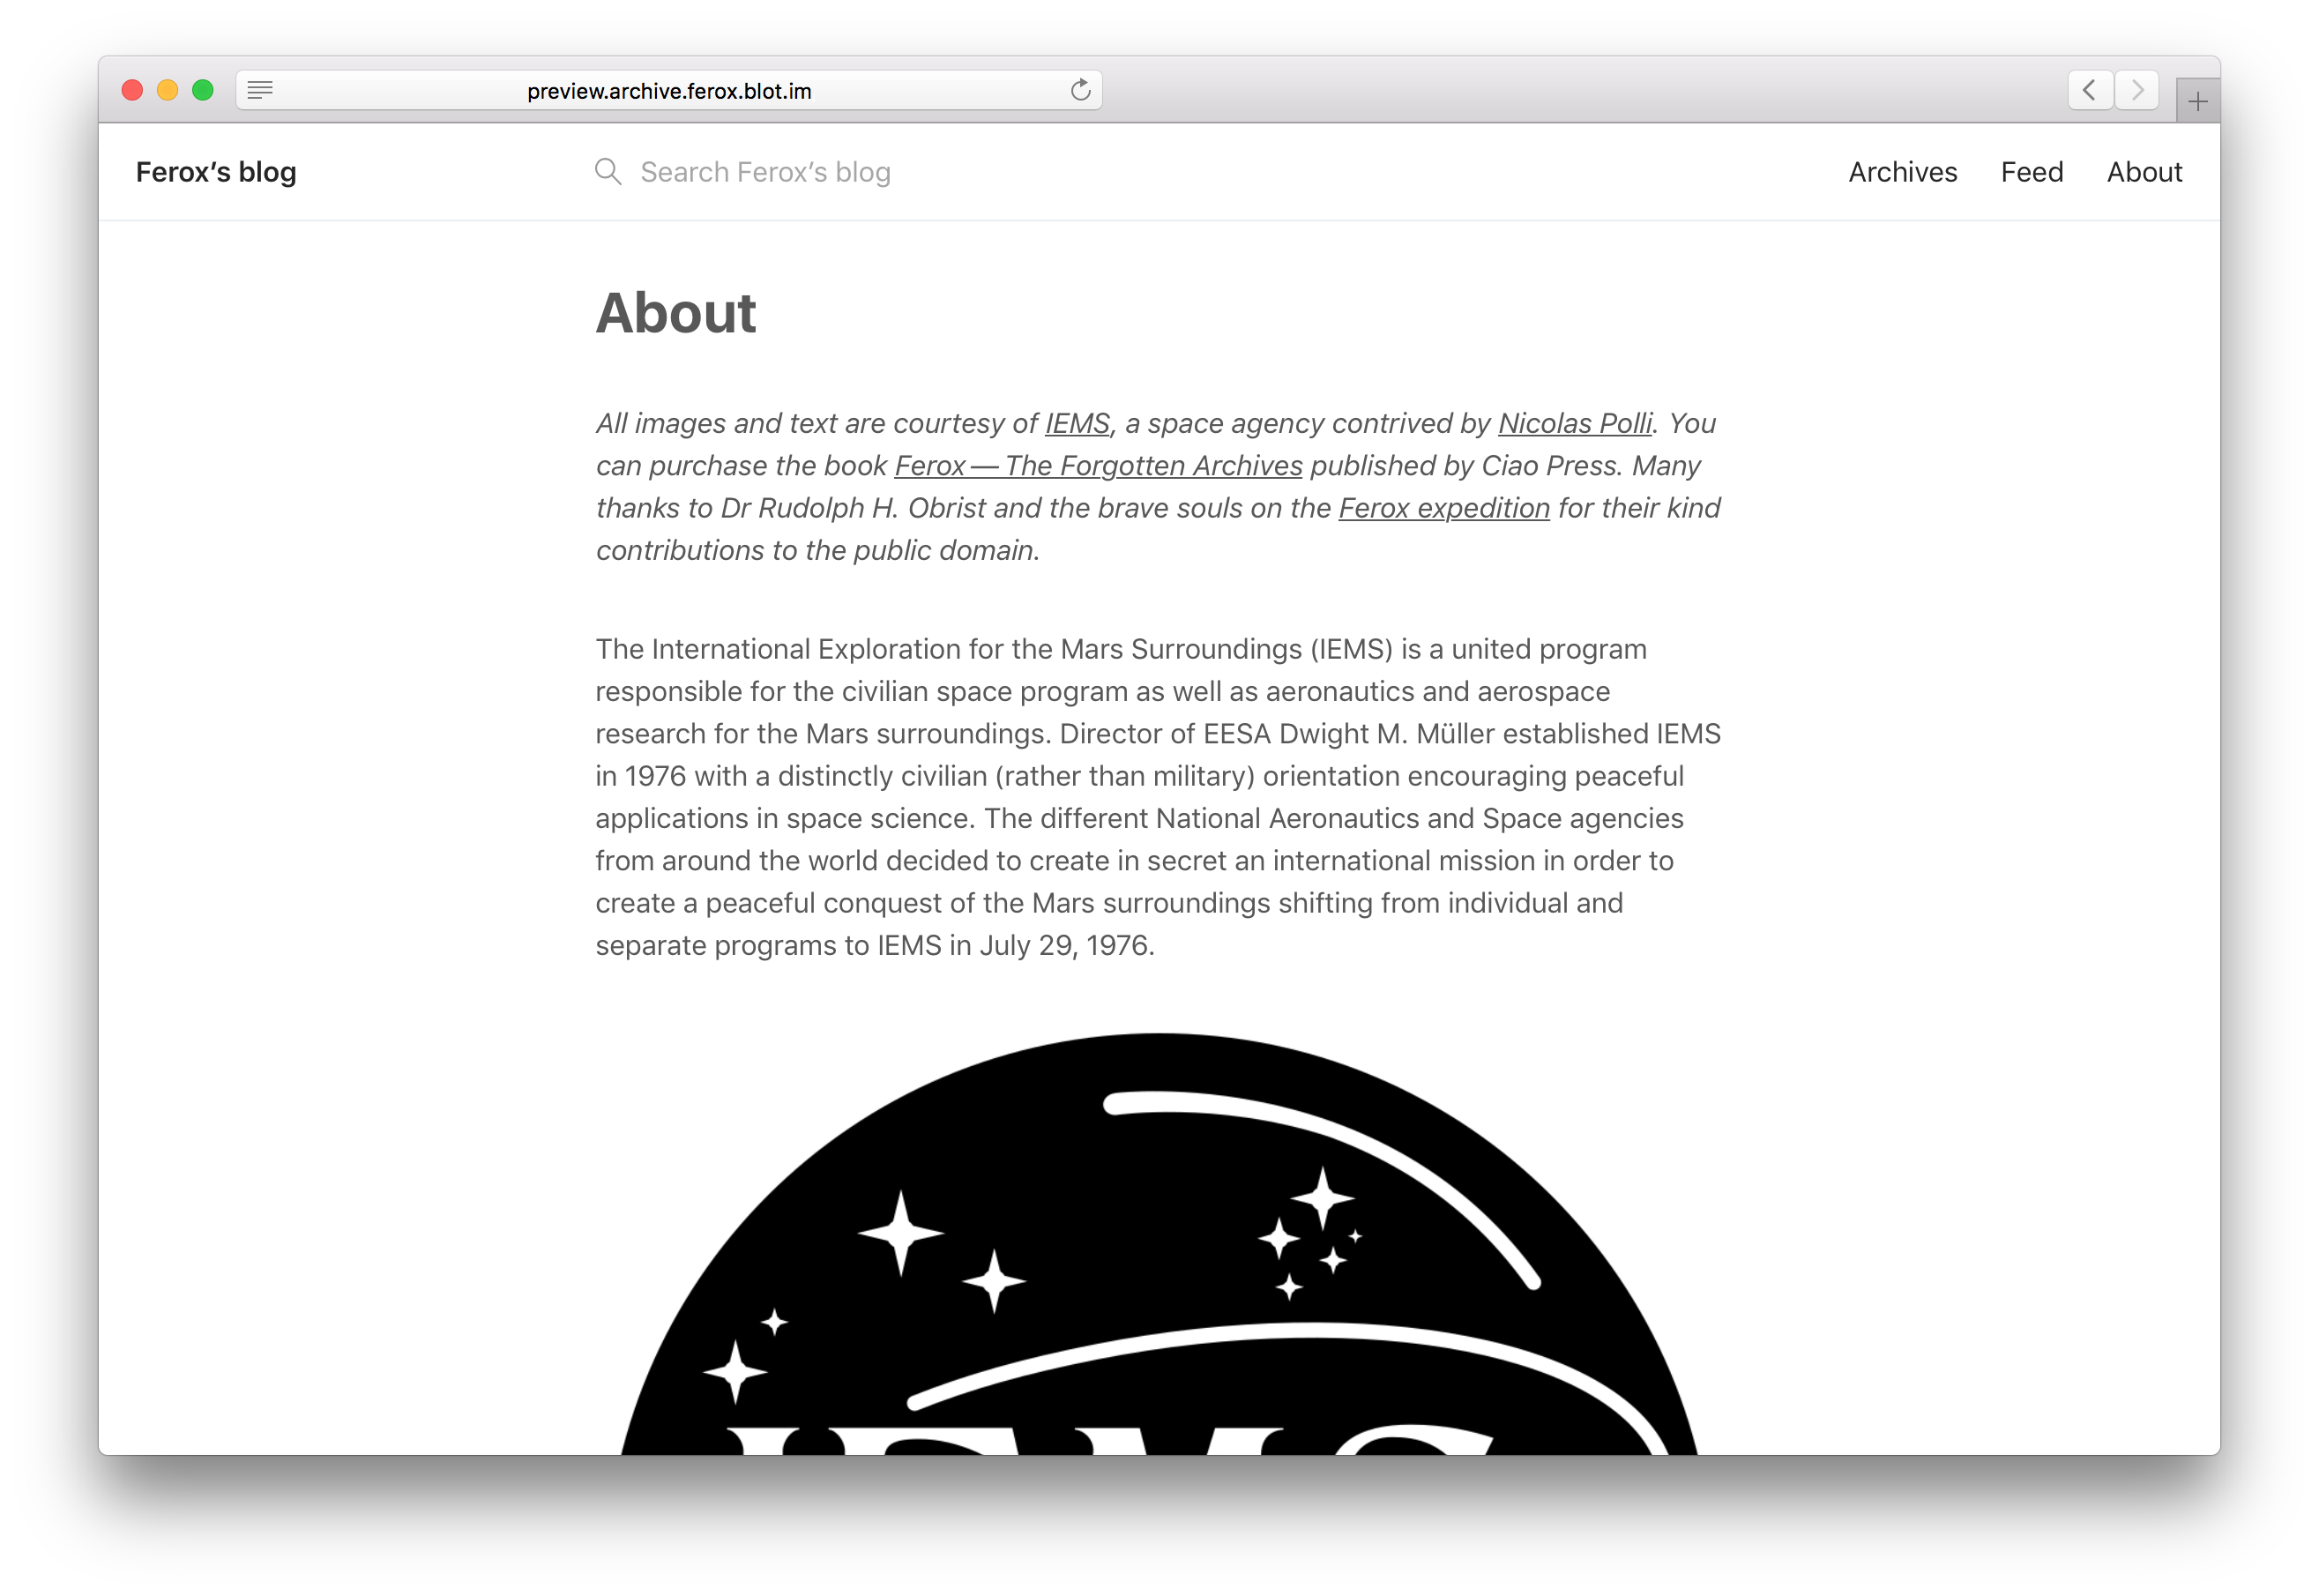 preview.archive.ferox.blot.im
Ferox’s blog
Search Ferox’s blog
Archives
Feed
About
About
All images and text are courtesy of IEMS, a space agency contrived by Nicolas Polli. You
can purchase the book Ferox — The Forgotten Archives published by Ciao Press. Many
thanks to Dr Rudolph H. Obrist and the brave souls on the Ferox expedition for their kind
contributions to the public domain.
The International Exploration for the Mars Surroundings (IEMS) is a united program
responsible for the civilian space program as well as aeronautics and aerospace
research for the Mars surroundings. Director of EESA Dwight M. Müller established IEMS
in 1976 with a distinctly civilian (rather than military) orientation encouraging peaceful
applications in space science. The different National Aeronautics and Space agencies
from around the world decided to create in secret an international mission in order to
create a peaceful conquest of the Mars surroundings shifting from individual and
separate programs to IEMS in July 29, 1976.